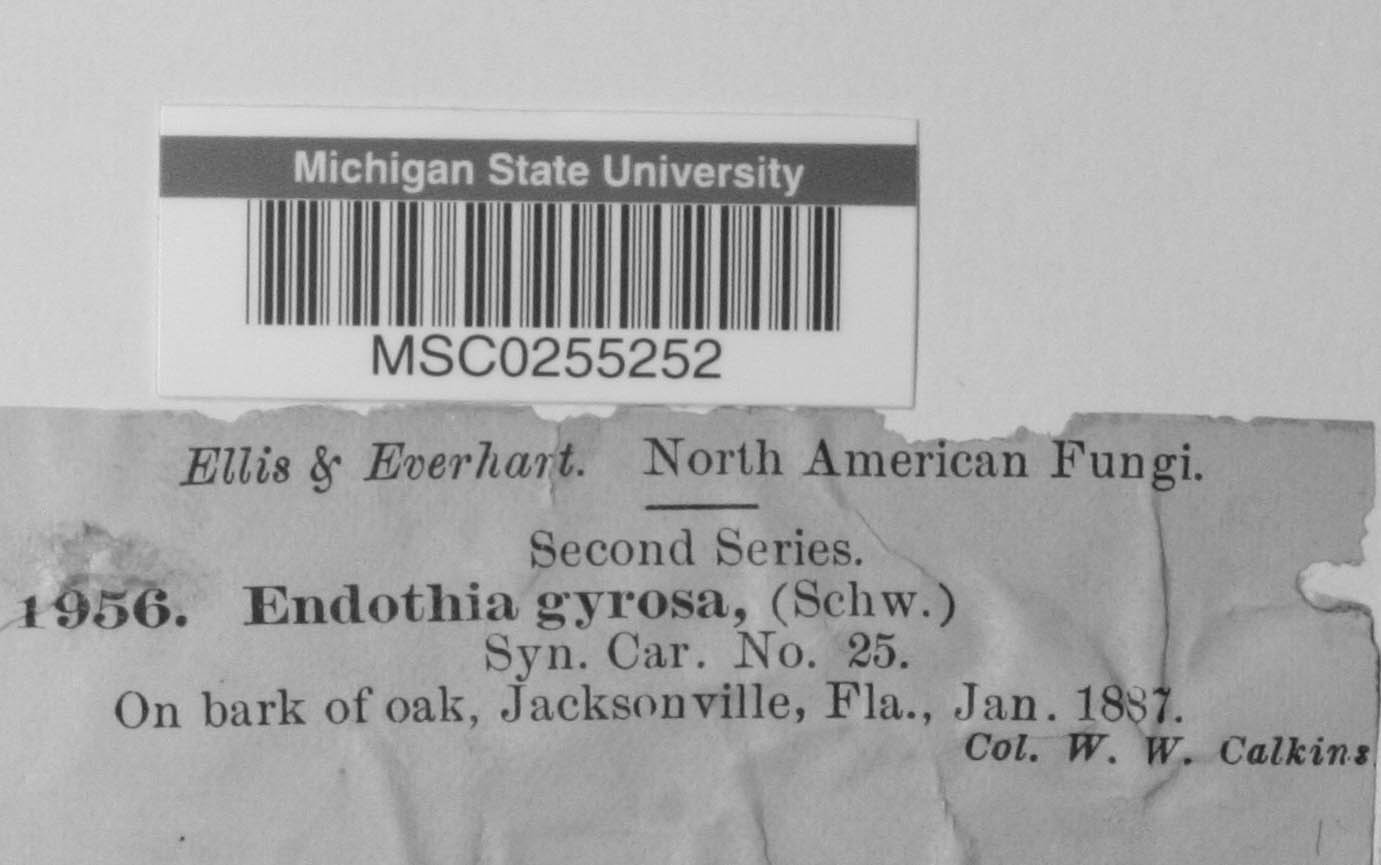 Michigan State University
MSC0255252
Ellis & Everhart. North American Fungi.
Second Series.
1956. Endothia gyrosa, (Schw.)
Syn. Car. No. 25.
On bark of oak, Jacksonville, Fla., Jan. 1887.
Col. W. W. Calkins